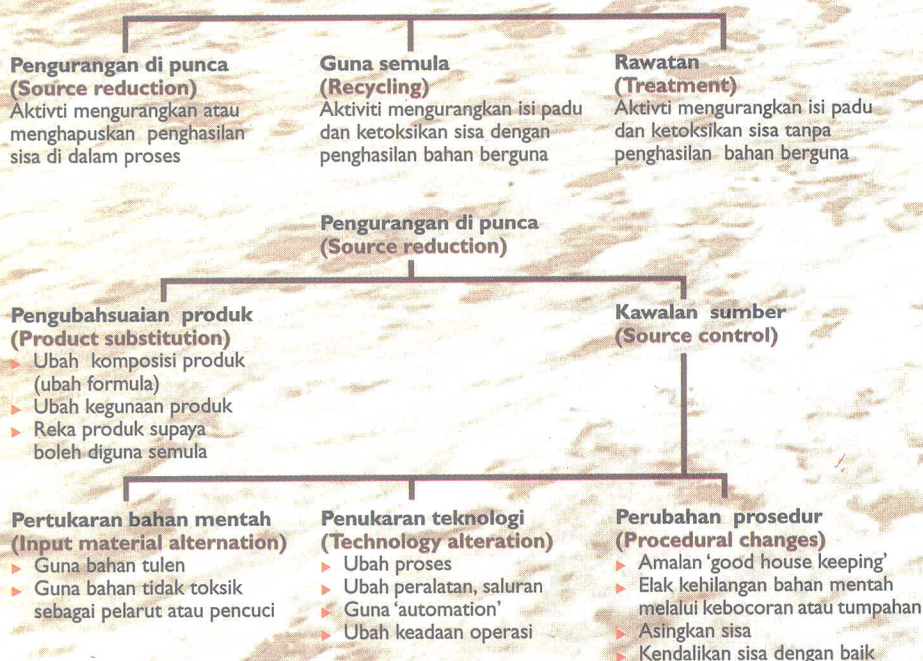 Pengurangan di punca
(Source reduction)
Aktivti mengurangkan atau
menghapuskan penghasilan
sisa di dalam proses
Guna semula
(Recycling)
Aktiviti mengurangkan isi padu
dan ketoksikan sisa dengan
penghasilan bahan berguna
Rawatan
(Treatment)
Aktivti mengurangkan isi padu
dan ketoksikan sisa tanpa
penghasilan bahan berguna
Pengurangan di punca
(Source reduction)
Pengubahsuaian produk
(Product substitution)
Ubah komposisi produk
(ubah formula)
Ubah kegunaan produk
Reka produk supaya
boleh diguna semula
Kawalan sumber
(Source control)
Pertukaran bahan mentah
(Input material alternation)
Guna bahan tulen
Guna bahan tidak toksik
sebagai pelarut atau pencuci
Penukaran teknologi
(Technology alteration)
Ubah proses
Ubah peralatan, saluran
Guna 'automation'
Ubah keadaan operasi
Perubahan prosedur
(Procedural changes)
Amalan 'good house keeping'
Elak kehilangan bahan mentah
melalui kebocoran atau tumpahan
Asingkan sisa
Kendalikan sisa dengan baik